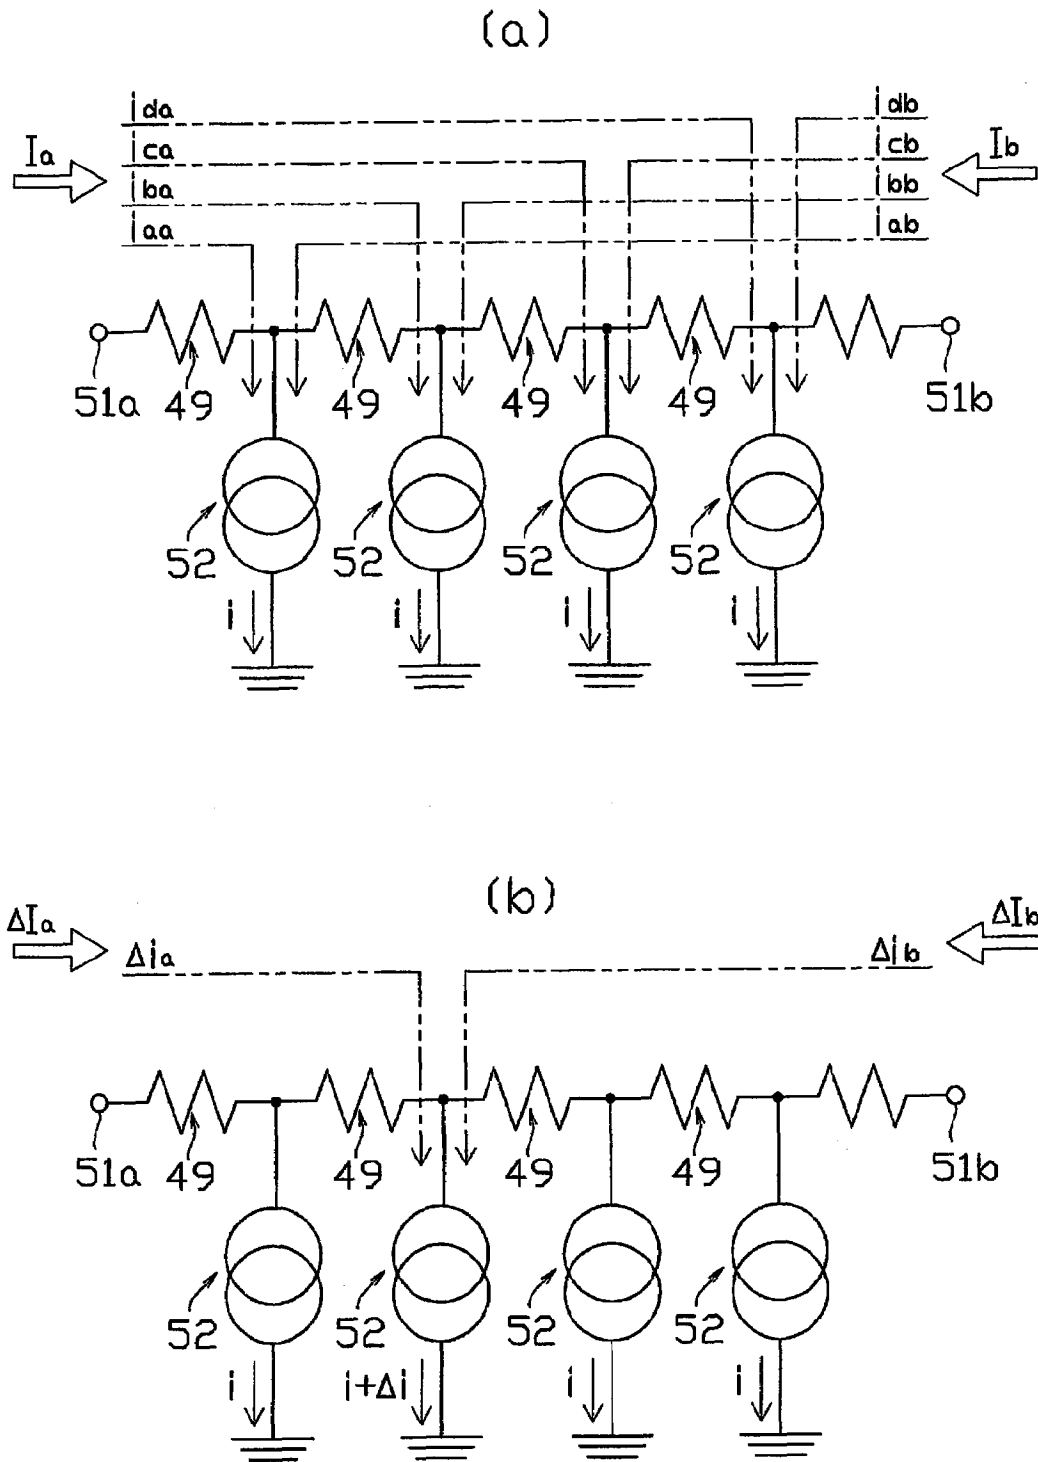 (a)
ida idb
Ia ica icb Ib
iba ibb
iaa iab
51a 49 49 49 49 51b
52 52 52 52
i i i i
(b)
ΔIa Δia Δib ΔIb
51a 49 49 49 49 51b
52 52 52 52
i i+Δi i i